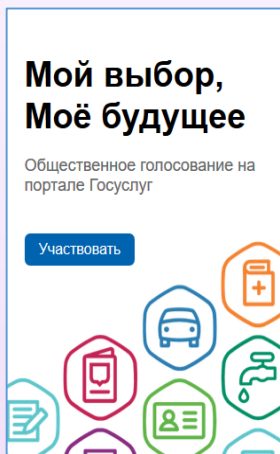 Мой выбор,
Моё будущее
Общественное голосование на
портале Госуслуг
Участвовать